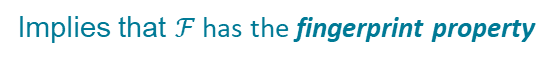 Implies that ℱ has the fingerprint property